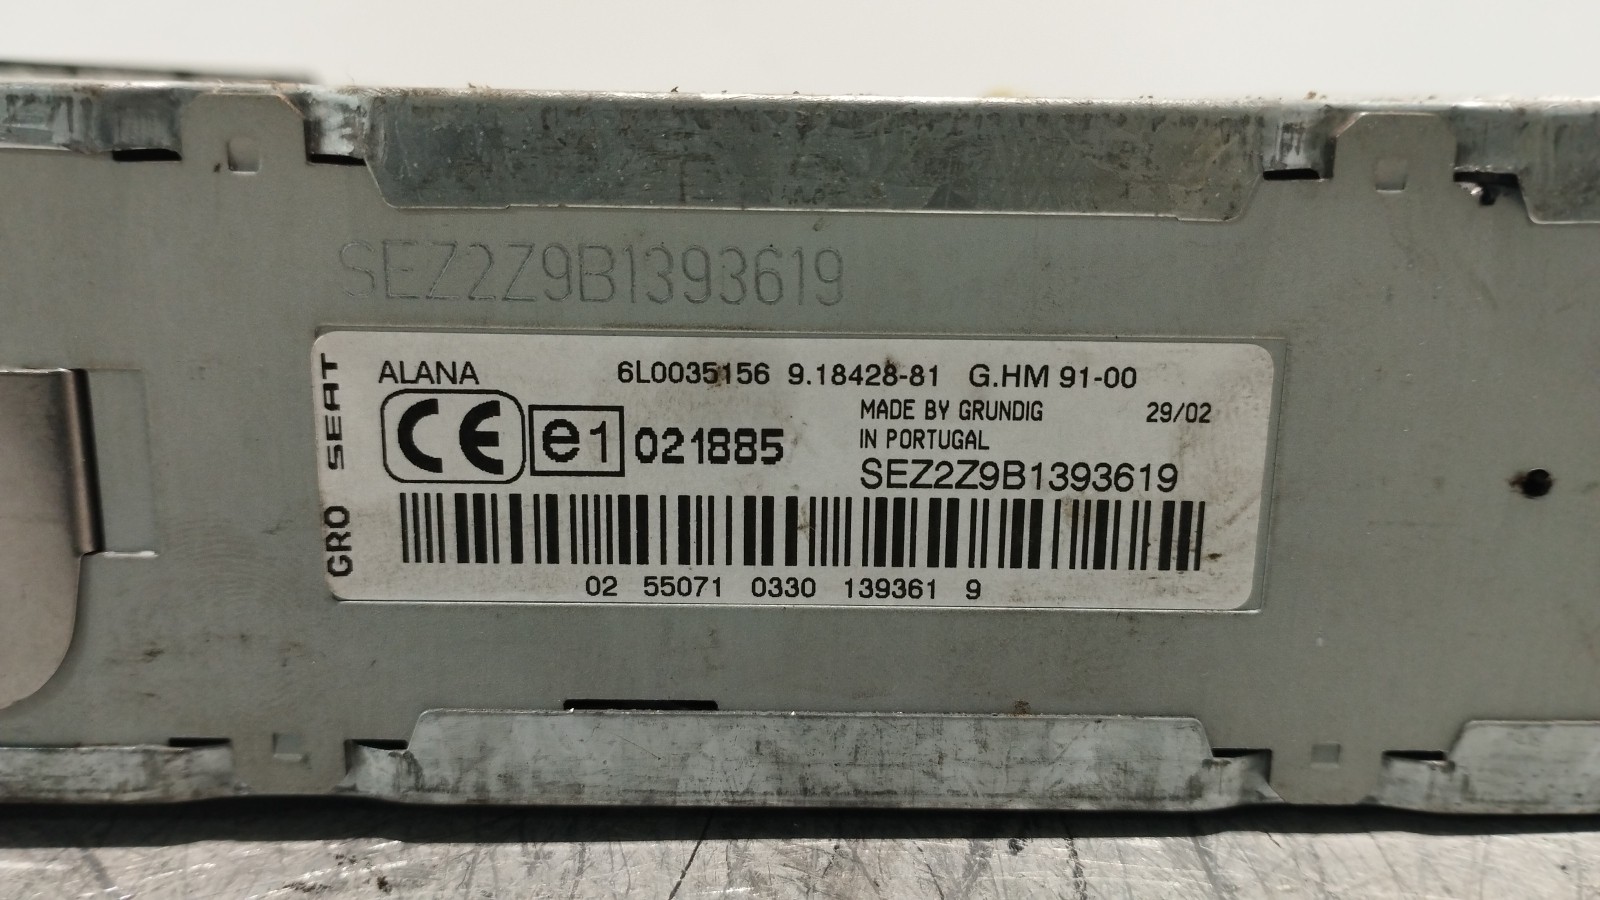 SEZ2Z9B1393619
GRO SEAT
ALANA 6L0035156 9.18428-81 G.HM 91-00
CE e1 021885
MADE BY GRUNDIG 29/02
IN PORTUGAL
SEZ2Z9B1393619
02 55071 0330 139361 9